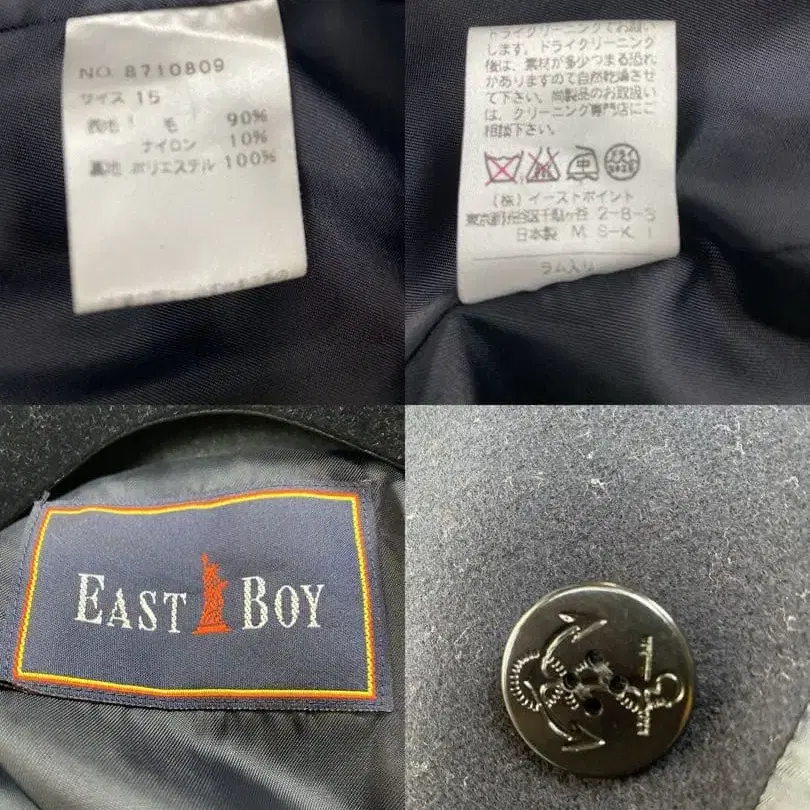 NO. 8710809
サイズ 15
表地 毛 90%
ナイロン 10%
裏地 ポリエステル 100%
ドライクリーニングでお願い
します。ドライクリーニング
後は、素材が多少つまる恐れ
がありますので自然乾燥させ
て下さい。尚製品のお取扱い
は、クリーニング専門店にご
相談下さい。
(株)イーストポイント
東京都渋谷区千駄ヶ谷 2-8-3
日本製 M S-K I
ラム入り
EAST BOY